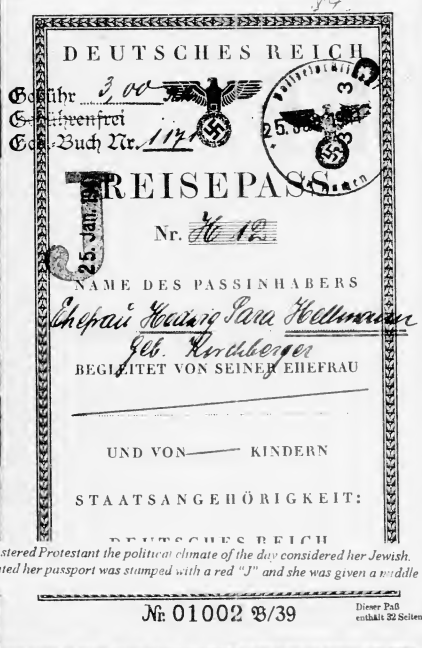 DEUTSCHES REICH
Gebühr 3,00
Gebührenfrei
Geb.-Buch Nr. 1171
25. Jan. 1941
J
REISEPASS
Nr. H 12.
NAME DES PASSINHABERS
Ehefrau Hedwig Sara Hellmann
geb. Kirchberger
BEGLEITET VON SEINER EHEFRAU
UND VON KINDERN
STAATSANGEHÖRIGKEIT:
DEUTSCHES REICH
stered Protestant the political climate of the day considered her Jewish.
ted her passport was stamped with a red "J" and she was given a middle
Nr. 01002 B/39
Dieser Paß
enthält 32 Seiten